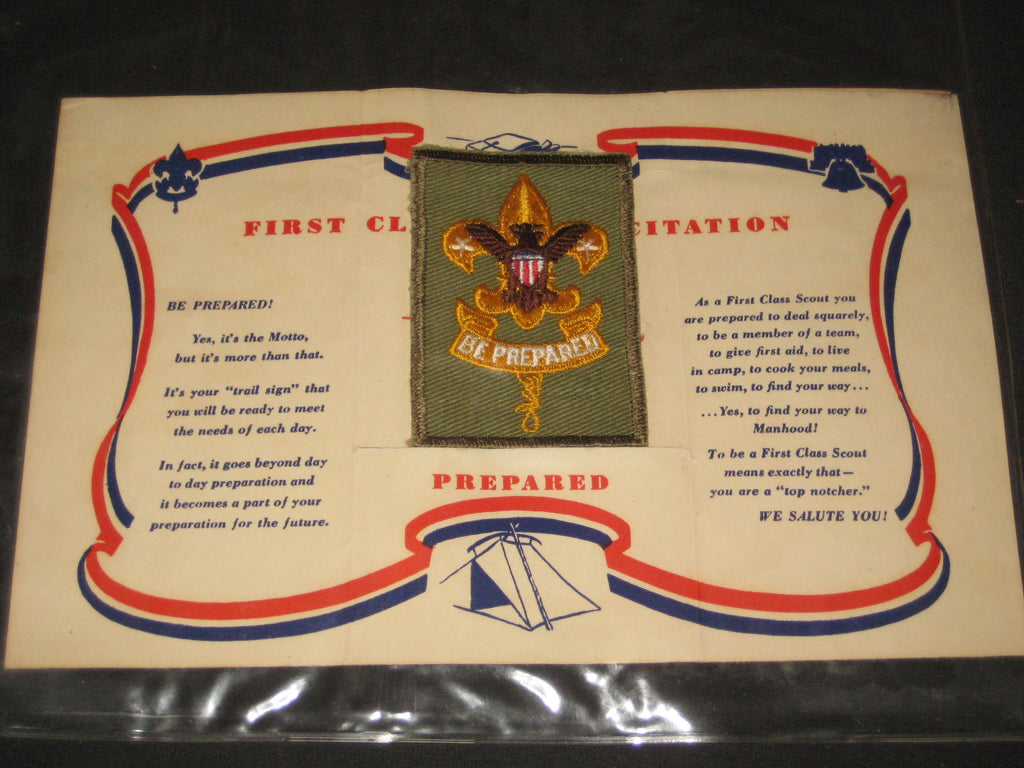 FIRST CL CITATION
BE PREPARED!
Yes, it's the Motto,
but it's more than that.
It's your "trail sign" that
you will be ready to meet
the needs of each day.
In fact, it goes beyond day
to day preparation and
it becomes a part of your
preparation for the future.
BE PREPARED
PREPARED
As a First Class Scout you
are prepared to deal squarely,
to be a member of a team,
to give first aid, to live
in camp, to cook your meals,
to swim, to find your way...
...Yes, to find your way to
Manhood!
To be a First Class Scout
means exactly that—
you are a "top notcher."
WE SALUTE YOU!